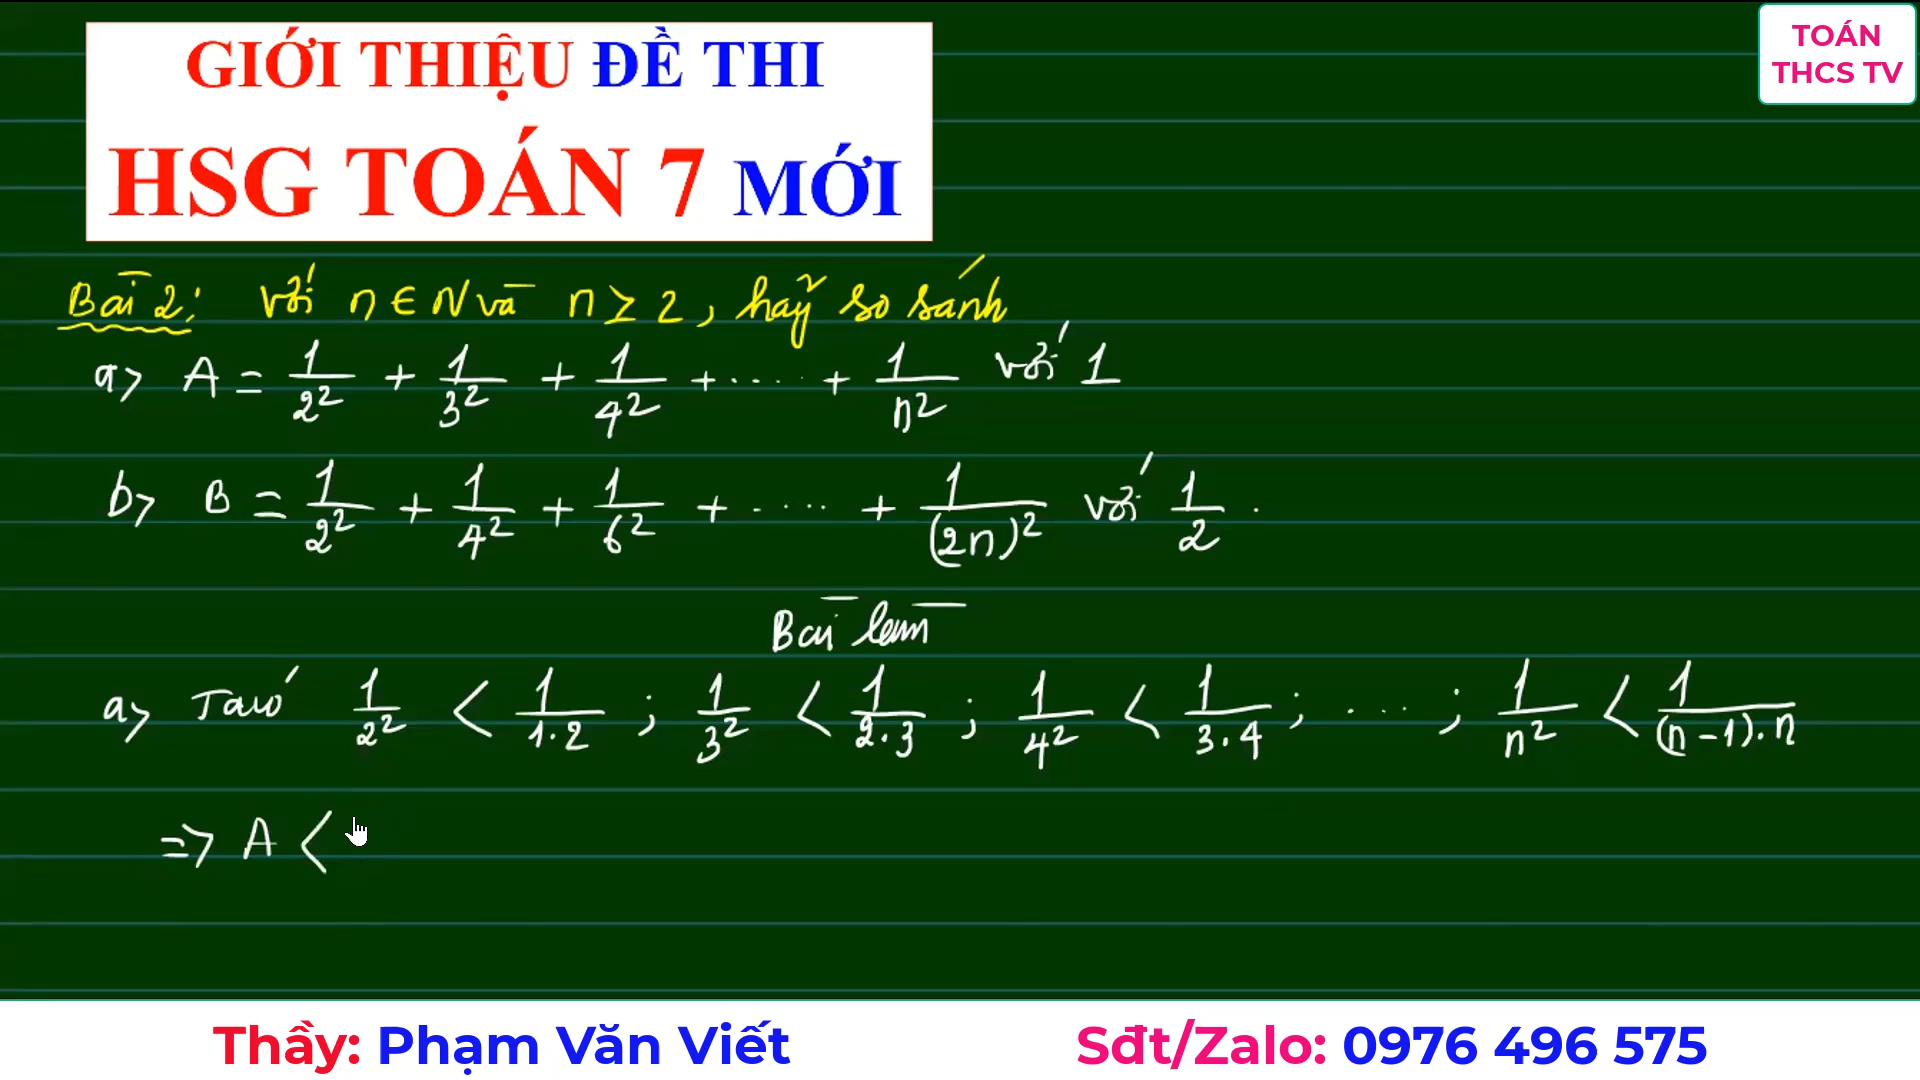 GIỚI THIỆU ĐỀ THI
HSG TOÁN 7 MỚI
TOÁN
THCS TV
Bài 2: với n ∈ N và n ≥ 2, hãy so sánh
a> A = 1/2² + 1/3² + 1/4² + .... + 1/n² với 1
b> B = 1/2² + 1/4² + 1/6² + .... + 1/(2n)² với 1/2.
Bài làm
a> Ta có 1/2² < 1/1.2 ; 1/3² < 1/2.3 ; 1/4² < 1/3.4 ; ... ; 1/n² < 1/(n-1).n
=> A <
Thầy: Phạm Văn Viết
Sđt/Zalo: 0976 496 575